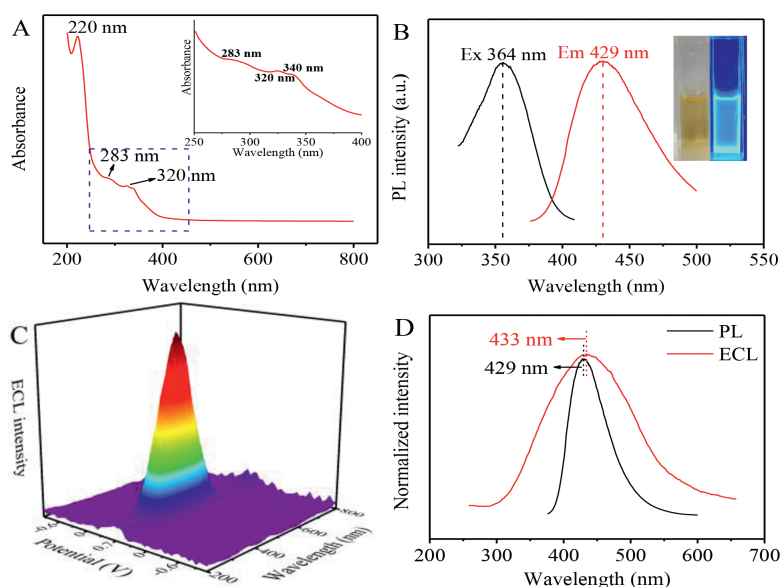 A
220 nm
283 nm
320 nm
Absorbance
Wavelength (nm)
200
400
600
800
283 nm
340 nm
320 nm
Absorbance
Wavelength (nm)
250
300
350
400
B
Ex 364 nm
Em 429 nm
PL intensity (a.u.)
Wavelength (nm)
300
350
400
450
500
550
C
ECL intensity
Potential (V)
Wavelength (nm)
200
400
600
800
D
433 nm
429 nm
PL
ECL
Normalized intensity
Wavelength (nm)
200
300
400
500
600
700